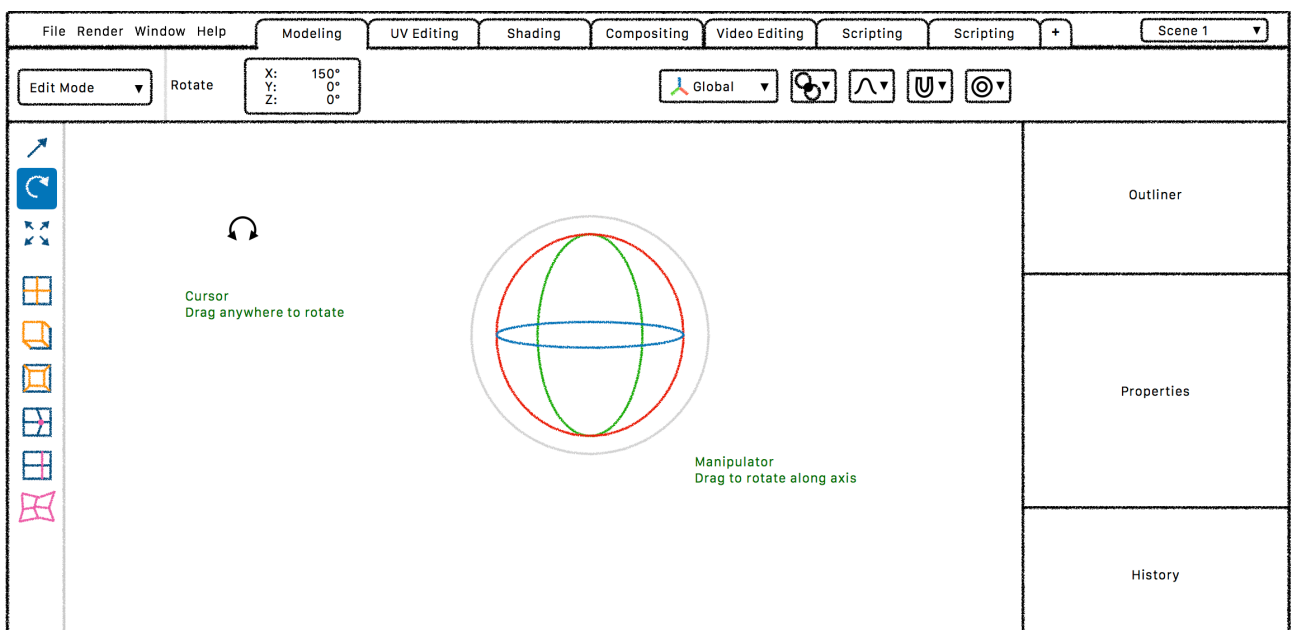 File Render Window Help
Modeling
UV Editing
Shading
Compositing
Video Editing
Scripting
Scripting
+
Scene 1
Edit Mode
Rotate
X: 150°
Y: 0°
Z: 0°
Global
Cursor
Drag anywhere to rotate
Manipulator
Drag to rotate along axis
Outliner
Properties
History